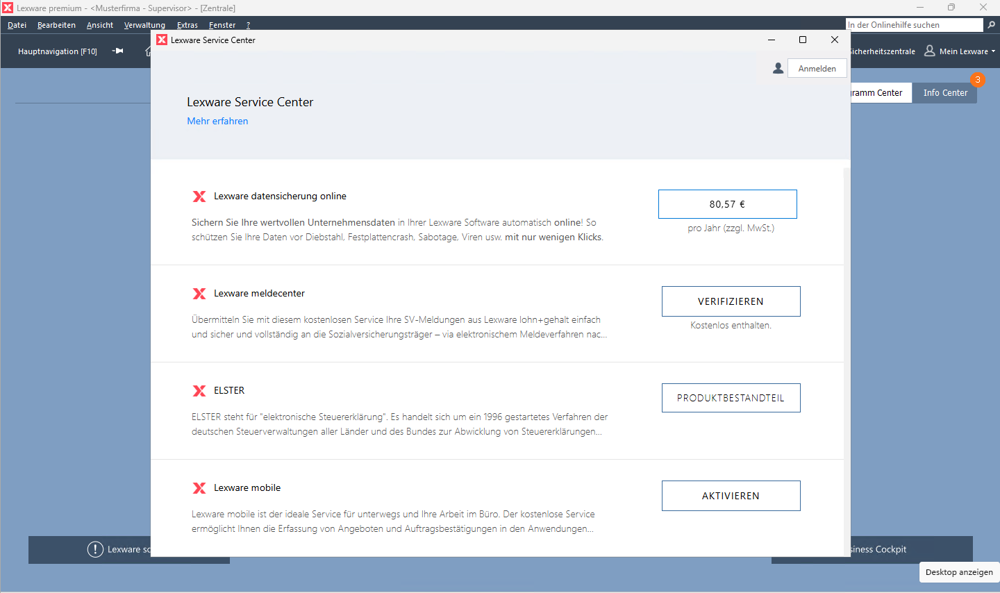 Lexware premium - <Musterfirma - Supervisor> - [Zentrale]
Datei Bearbeiten Ansicht Verwaltung Extras Fenster ?
In der Onlinehilfe suchen
Hauptnavigation [F10]
Sicherheitszentrale
Mein Lexware
Lexware Service Center
Anmelden
3
Center
Info Center
Lexware Service Center
Mehr erfahren
Lexware datensicherung online
Sichern Sie Ihre wertvollen Unternehmensdaten in Ihrer Lexware Software automatisch online! So
schützen Sie Ihre Daten vor Diebstahl, Festplattencrash, Sabotage, Viren usw. mit nur wenigen Klicks.
80,57 €
pro Jahr (zzgl. MwSt.)
Lexware meldecenter
Übermitteln Sie mit diesem kostenlosen Service Ihre SV-Meldungen aus Lexware lohn+gehalt einfach
und sicher und vollständig an die Sozialversicherungsträger – via elektronischem Meldeverfahren nac...
VERIFIZIEREN
Kostenlos enthalten.
ELSTER
ELSTER steht für "elektronische Steuererklärung". Es handelt sich um ein 1996 gestartetes Verfahren der
deutschen Steuerverwaltungen aller Länder und des Bundes zur Abwicklung von Steuererklärungen...
PRODUKTBESTANDTEIL
Lexware mobile
Lexware mobile ist der ideale Service für unterwegs und Ihre Arbeit im Büro. Der kostenlose Service
ermöglicht Ihnen die Erfassung von Angeboten und Auftragsbestätigungen in den Anwendungen...
AKTIVIEREN
Lexware
Cockpit
Desktop anzeigen